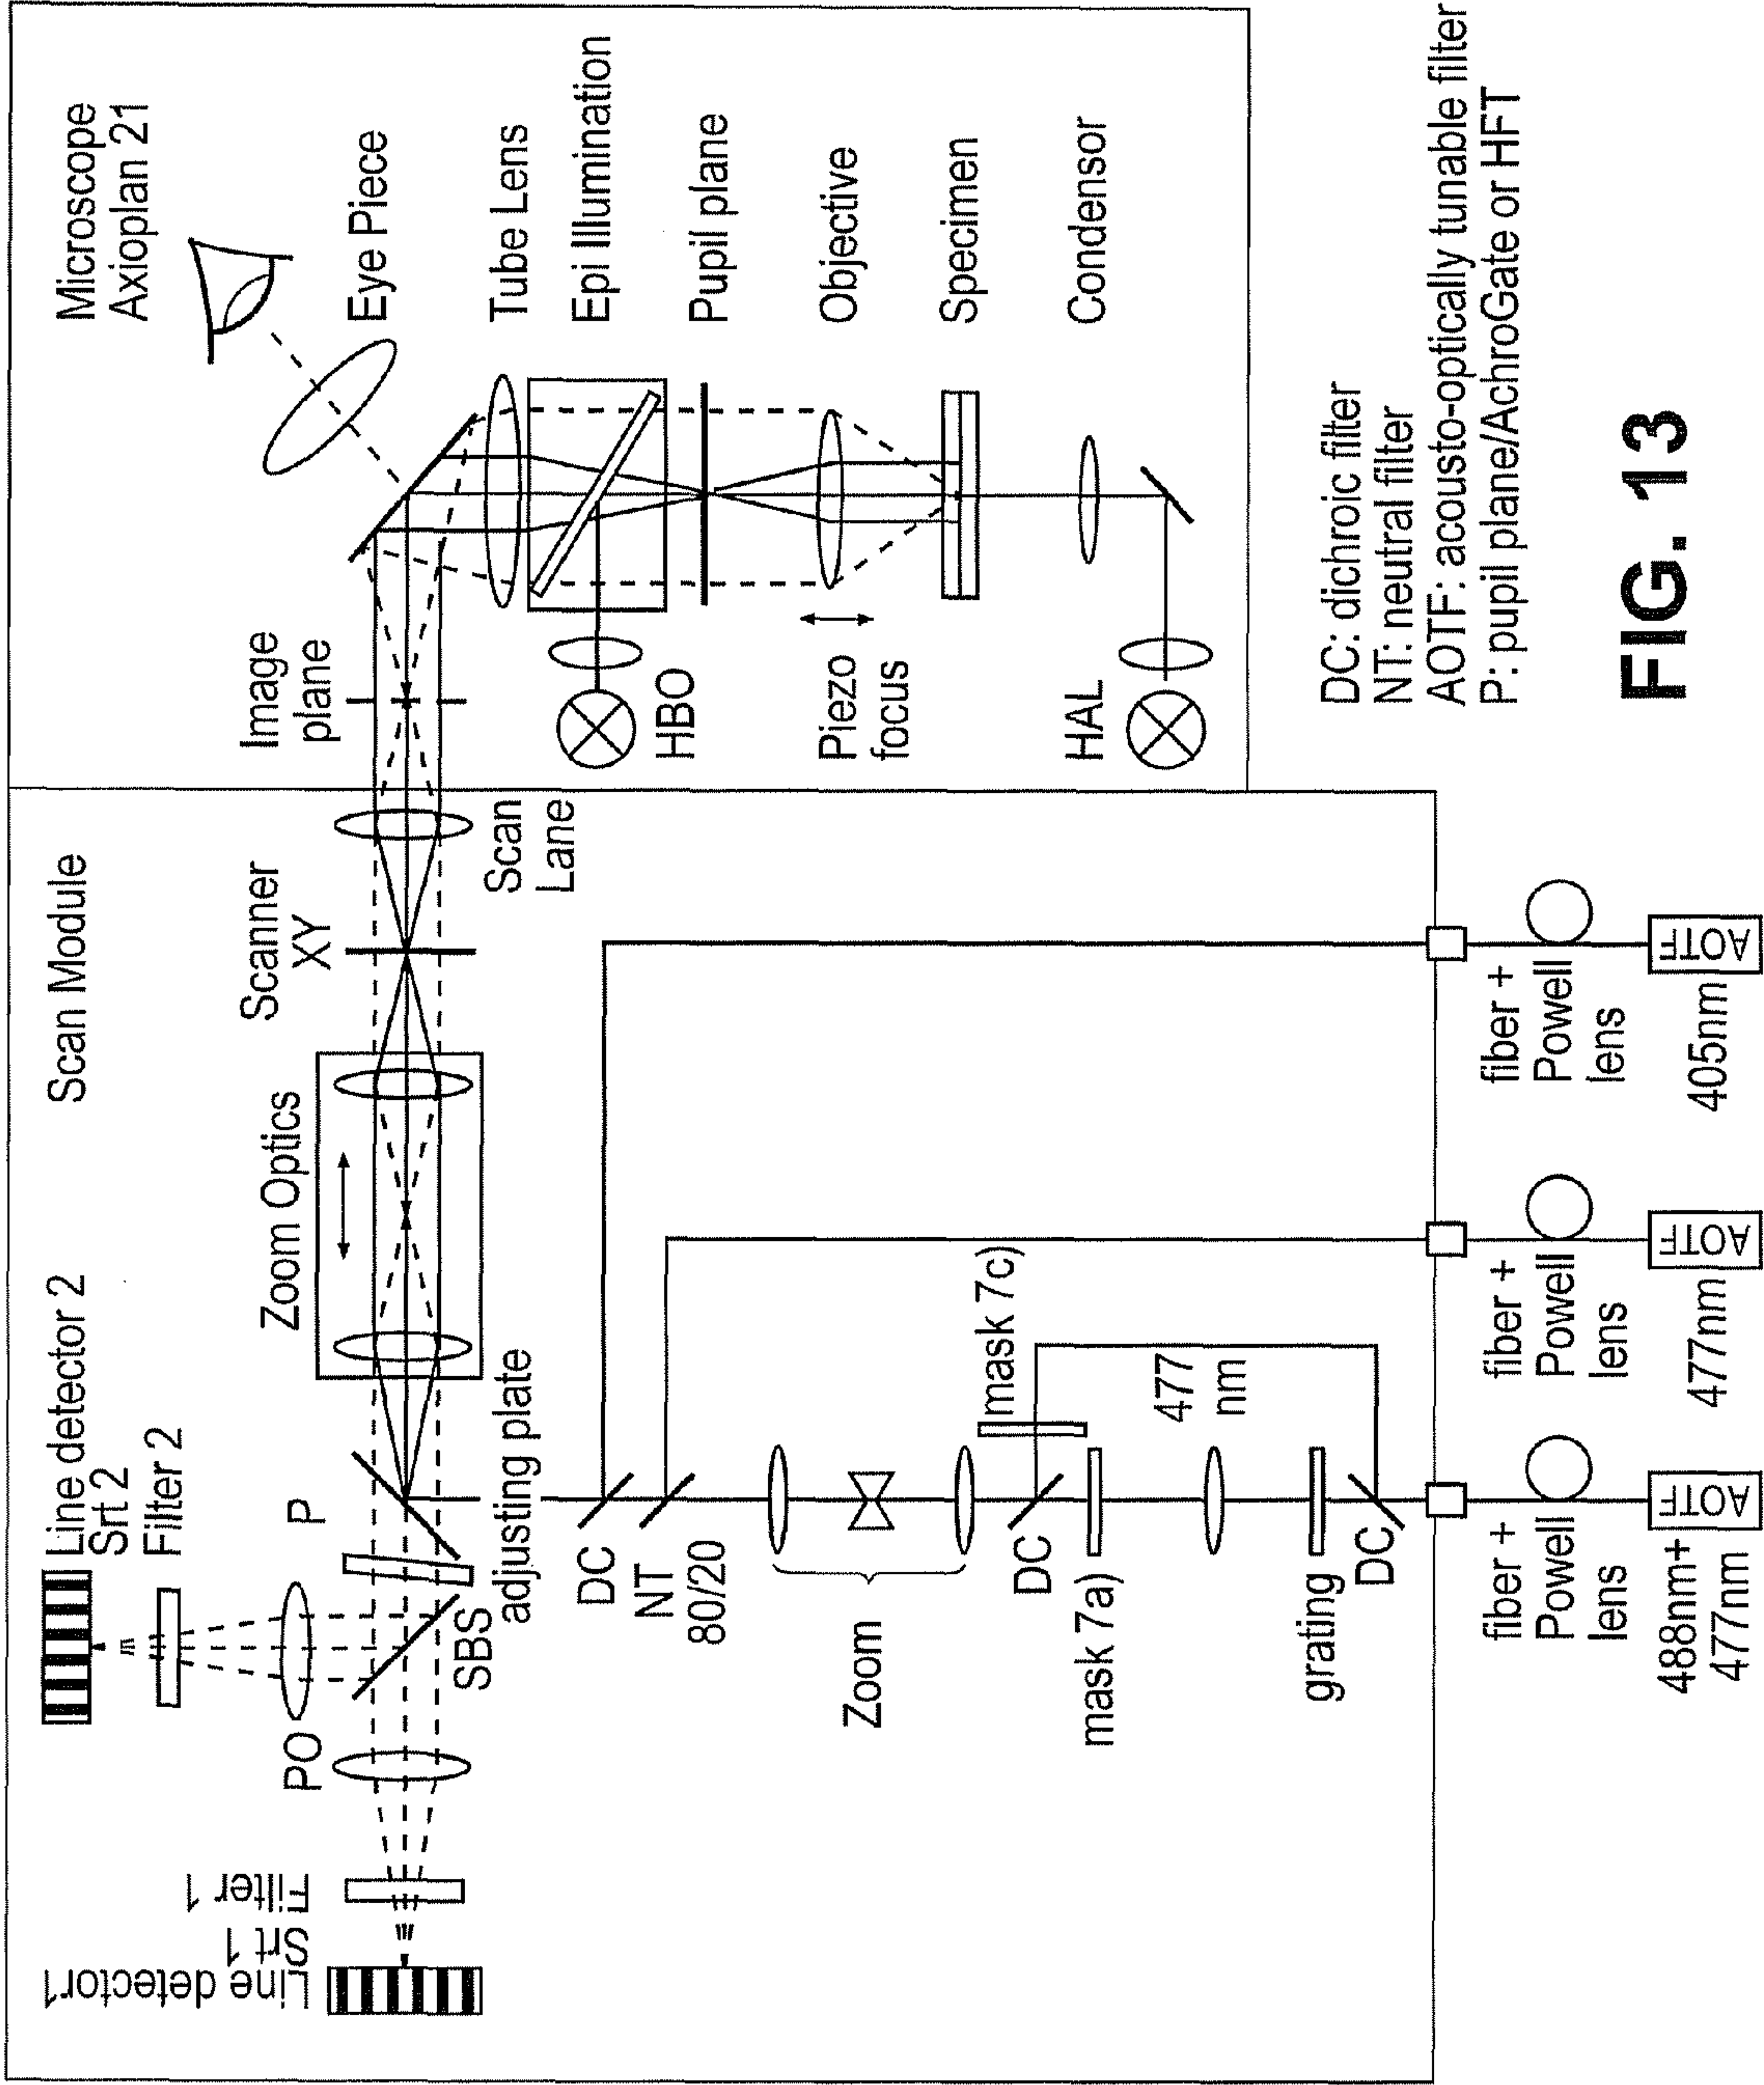 Microscope
Axioplan 21
Eye Piece
Tube Lens
Epi Illumination
Pupil plane
Objective
Specimen
Condensor
Image
plane
HBO
Piezo
focus
HAL
Scan Module
Scanner
XY
Scan
Lane
Zoom Optics
Line detector 2
Srt 2
Filter 2
P
adjusting plate
SBS
PO
Filter 1
Srt 1
Line detector1
DC
NT
80/20
Zoom
mask 7c)
DC
mask 7a)
477
nm
grating
DC
fiber +
Powell
lens
AOTF
488nm+
477nm
fiber +
Powell
lens
AOTF
477nm
fiber +
Powell
lens
AOTF
405nm
DC: dichroic filter
NT: neutral filter
AOTF: acousto-optically tunable filter
P: pupil plane/AchroGate or HFT
FIG. 13